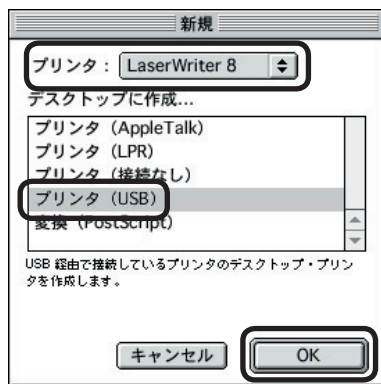 新規
プリンタ： LaserWriter 8
デスクトップに作成...
プリンタ（AppleTalk）
プリンタ（LPR）
プリンタ（接続なし）
プリンタ（USB）
変換（PostScript）
USB 経由で接続しているプリンタのデスクトップ・プリン
タを作成します。
キャンセル OK